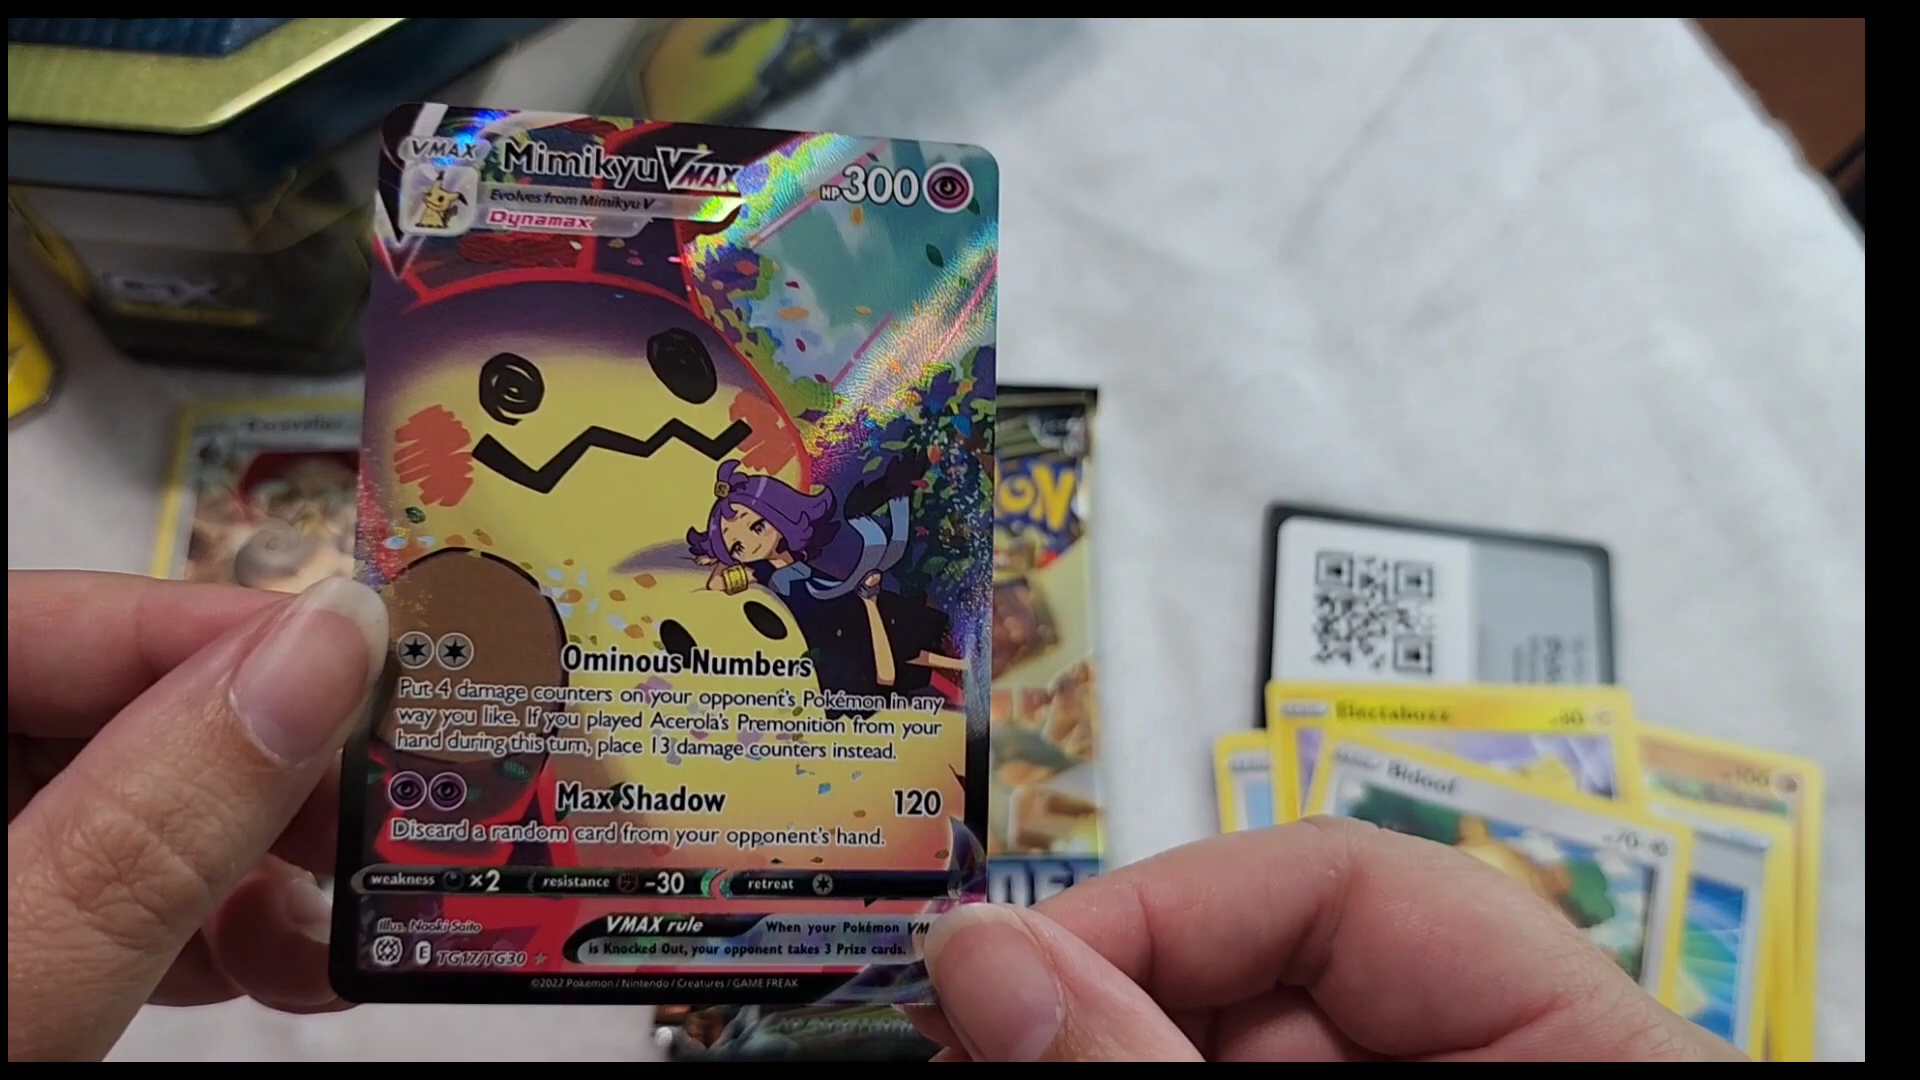 VMAX
Mimikyu VMAX
HP 300
Evolves from Mimikyu V
Dynamax
Ominous Numbers
Put 4 damage counters on your opponent's Pokémon in any
way you like. If you played Acerola's Premonition from your
hand during this turn, place 13 damage counters instead.
Max Shadow 120
Discard a random card from your opponent's hand.
weakness ×2 resistance -30 retreat
Illus. Naoki Saito
VMAX rule When your Pokémon VM
is Knocked Out, your opponent takes 3 Prize cards.
E TG17/TG30
©2022 Pokémon / Nintendo / Creatures / GAME FREAK
GX
Escavalier
Electabuzz
Bidoof
70
100